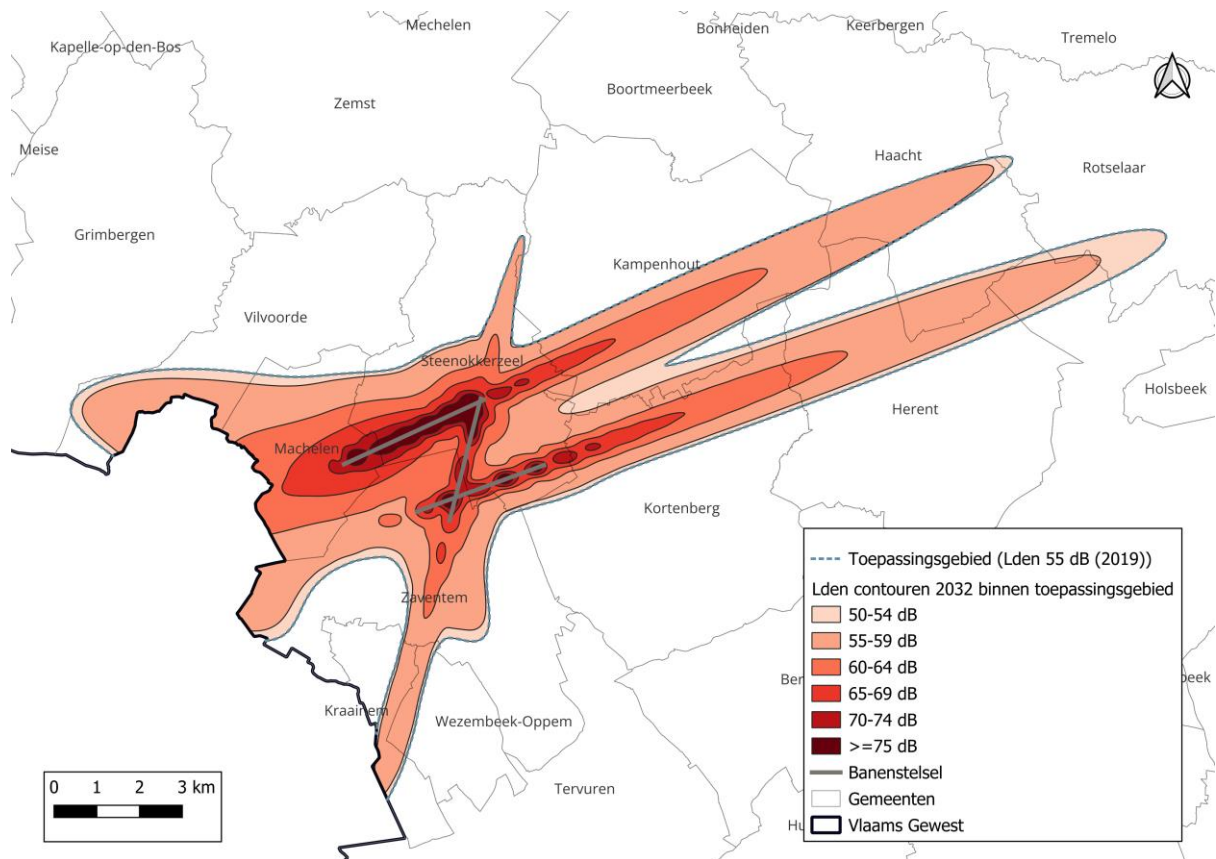 Mechelen
Bonheiden
Keerbergen
Tremelo
Kapelle-op-den-Bos
Zemst
Boortmeerbeek
Meise
Haacht
Rotselaar
Grimbergen
Kampenhout
Vilvoorde
Steenokkerzeel
Holsbeek
Herent
Machelen
Kortenberg
Zaventem
Kraainem
Wezembeek-Oppem
Tervuren
Ber
beek
Hu
Toepassingsgebied (Lden 55 dB (2019))
Lden contouren 2032 binnen toepassingsgebied
50-54 dB
55-59 dB
60-64 dB
65-69 dB
70-74 dB
>=75 dB
Banenstelsel
Gemeenten
Vlaams Gewest
0 1 2 3 km